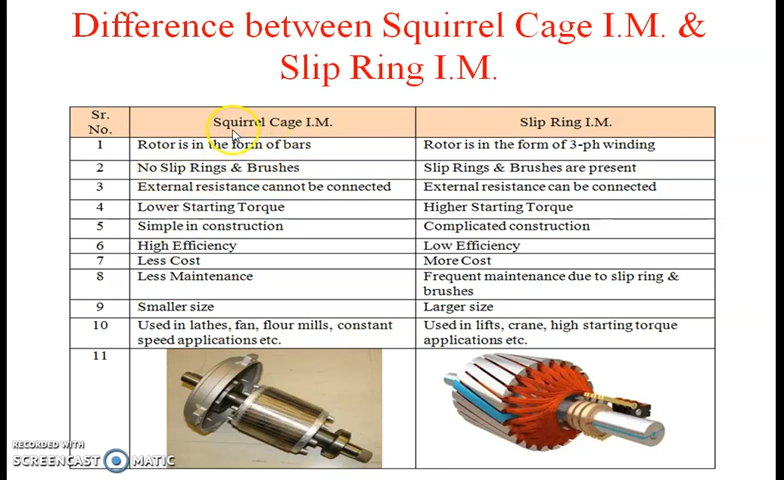 Difference between Squirrel Cage I.M. &
Slip Ring I.M.
Sr. No. Squirrel Cage I.M. Slip Ring I.M.
1 Rotor is in the form of bars Rotor is in the form of 3-ph winding
2 No Slip Rings & Brushes Slip Rings & Brushes are present
3 External resistance cannot be connected External resistance can be connected
4 Lower Starting Torque Higher Starting Torque
5 Simple in construction Complicated construction
6 High Efficiency Low Efficiency
7 Less Cost More Cost
8 Less Maintenance Frequent maintenance due to slip ring &
brushes
9 Smaller size Larger size
10 Used in lathes, fan, flour mills, constant
speed applications etc.
Used in lifts, crane, high starting torque
applications etc.
11
RECORDED WITH
SCREENCAST MATIC